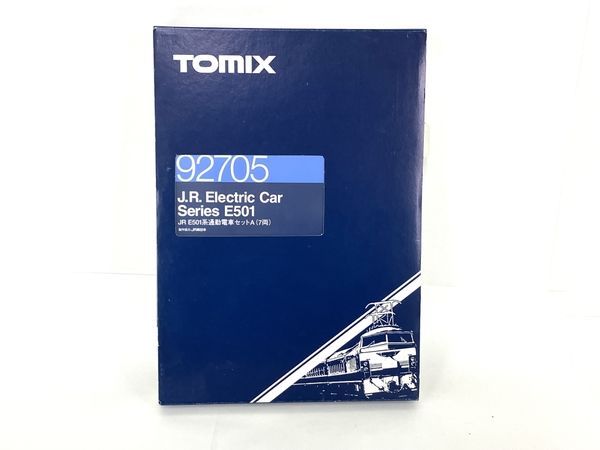 TOMIX
92705
J.R. Electric Car
Series E501
JR E501系通勤電車セットA(7両)